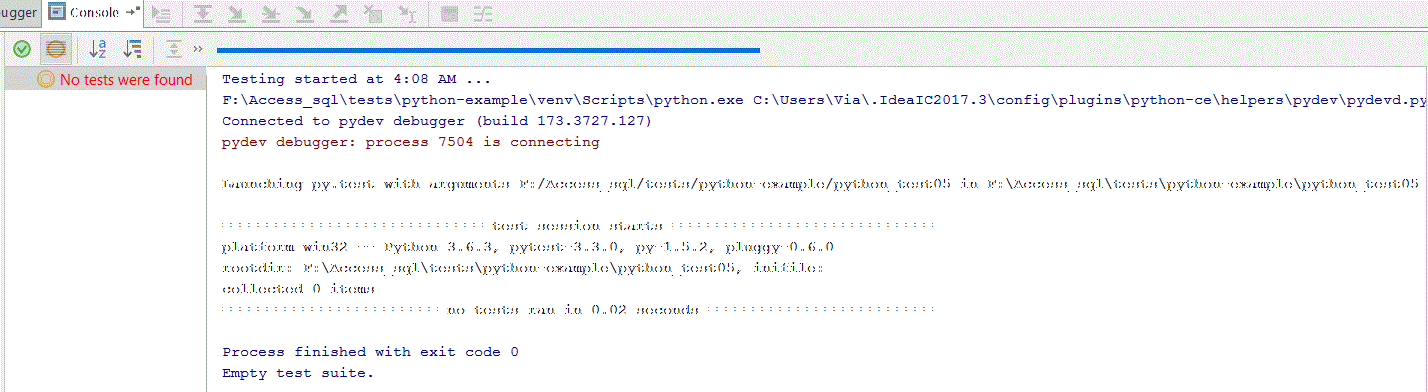 ugger Console
No tests were found
Testing started at 4:08 AM ...
F:\Access_sql\tests\python-example\venv\Scripts\python.exe C:\Users\Via\.IdeaIC2017.3\config\plugins\python-ce\helpers\pydev\pydevd.py
Connected to pydev debugger (build 173.3727.127)
pydev debugger: process 7504 is connecting
Launching py.test with arguments F:/Access_sql/tests/python-example/python_test05 in F:\Access_sql\tests\python-example\python_test05
============================= test session starts =============================
platform win32 -- Python 3.6.3, pytest-3.3.0, py-1.5.2, pluggy-0.6.0
rootdir: F:\Access_sql\tests\python-example\python_test05, inifile:
collected 0 items
======================== no tests ran in 0.02 seconds =========================
Process finished with exit code 0
Empty test suite.